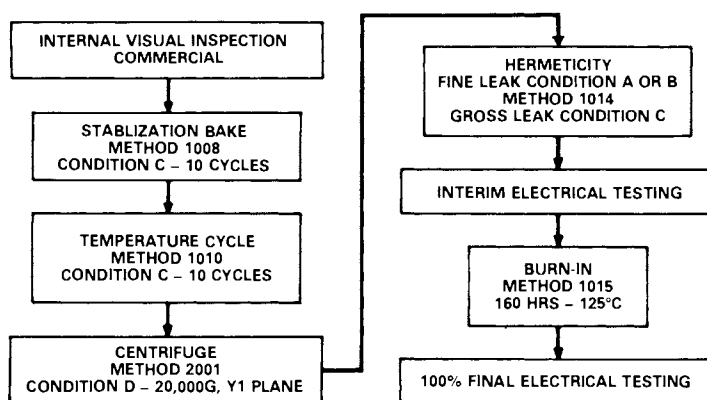 INTERNAL VISUAL INSPECTION
COMMERCIAL
STABLIZATION BAKE
METHOD 1008
CONDITION C – 10 CYCLES
TEMPERATURE CYCLE
METHOD 1010
CONDITION C – 10 CYCLES
CENTRIFUGE
METHOD 2001
CONDITION D – 20,000G, Y1 PLANE
HERMETICITY
FINE LEAK CONDITION A OR B
METHOD 1014
GROSS LEAK CONDITION C
INTERIM ELECTRICAL TESTING
BURN-IN
METHOD 1015
160 HRS – 125°C
100% FINAL ELECTRICAL TESTING